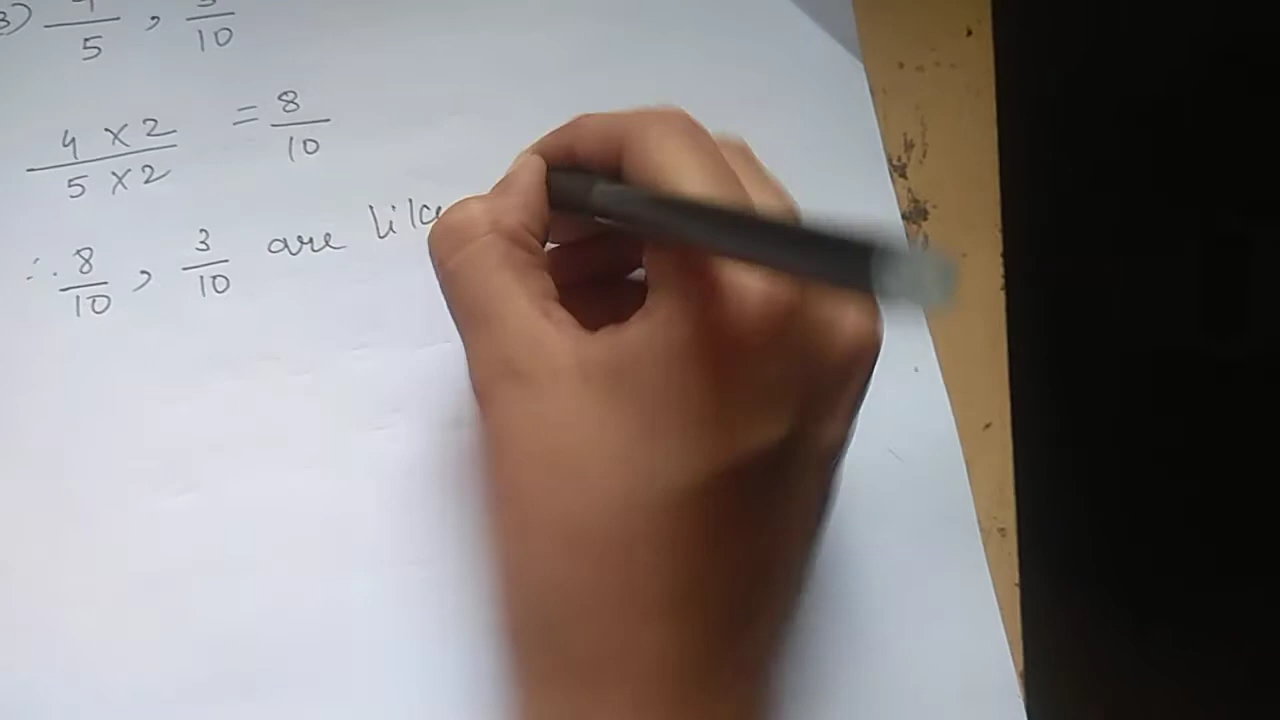 3) 4/5 , 3/10
4 × 2 / 5 × 2 = 8/10
∴ 8/10 , 3/10 are like